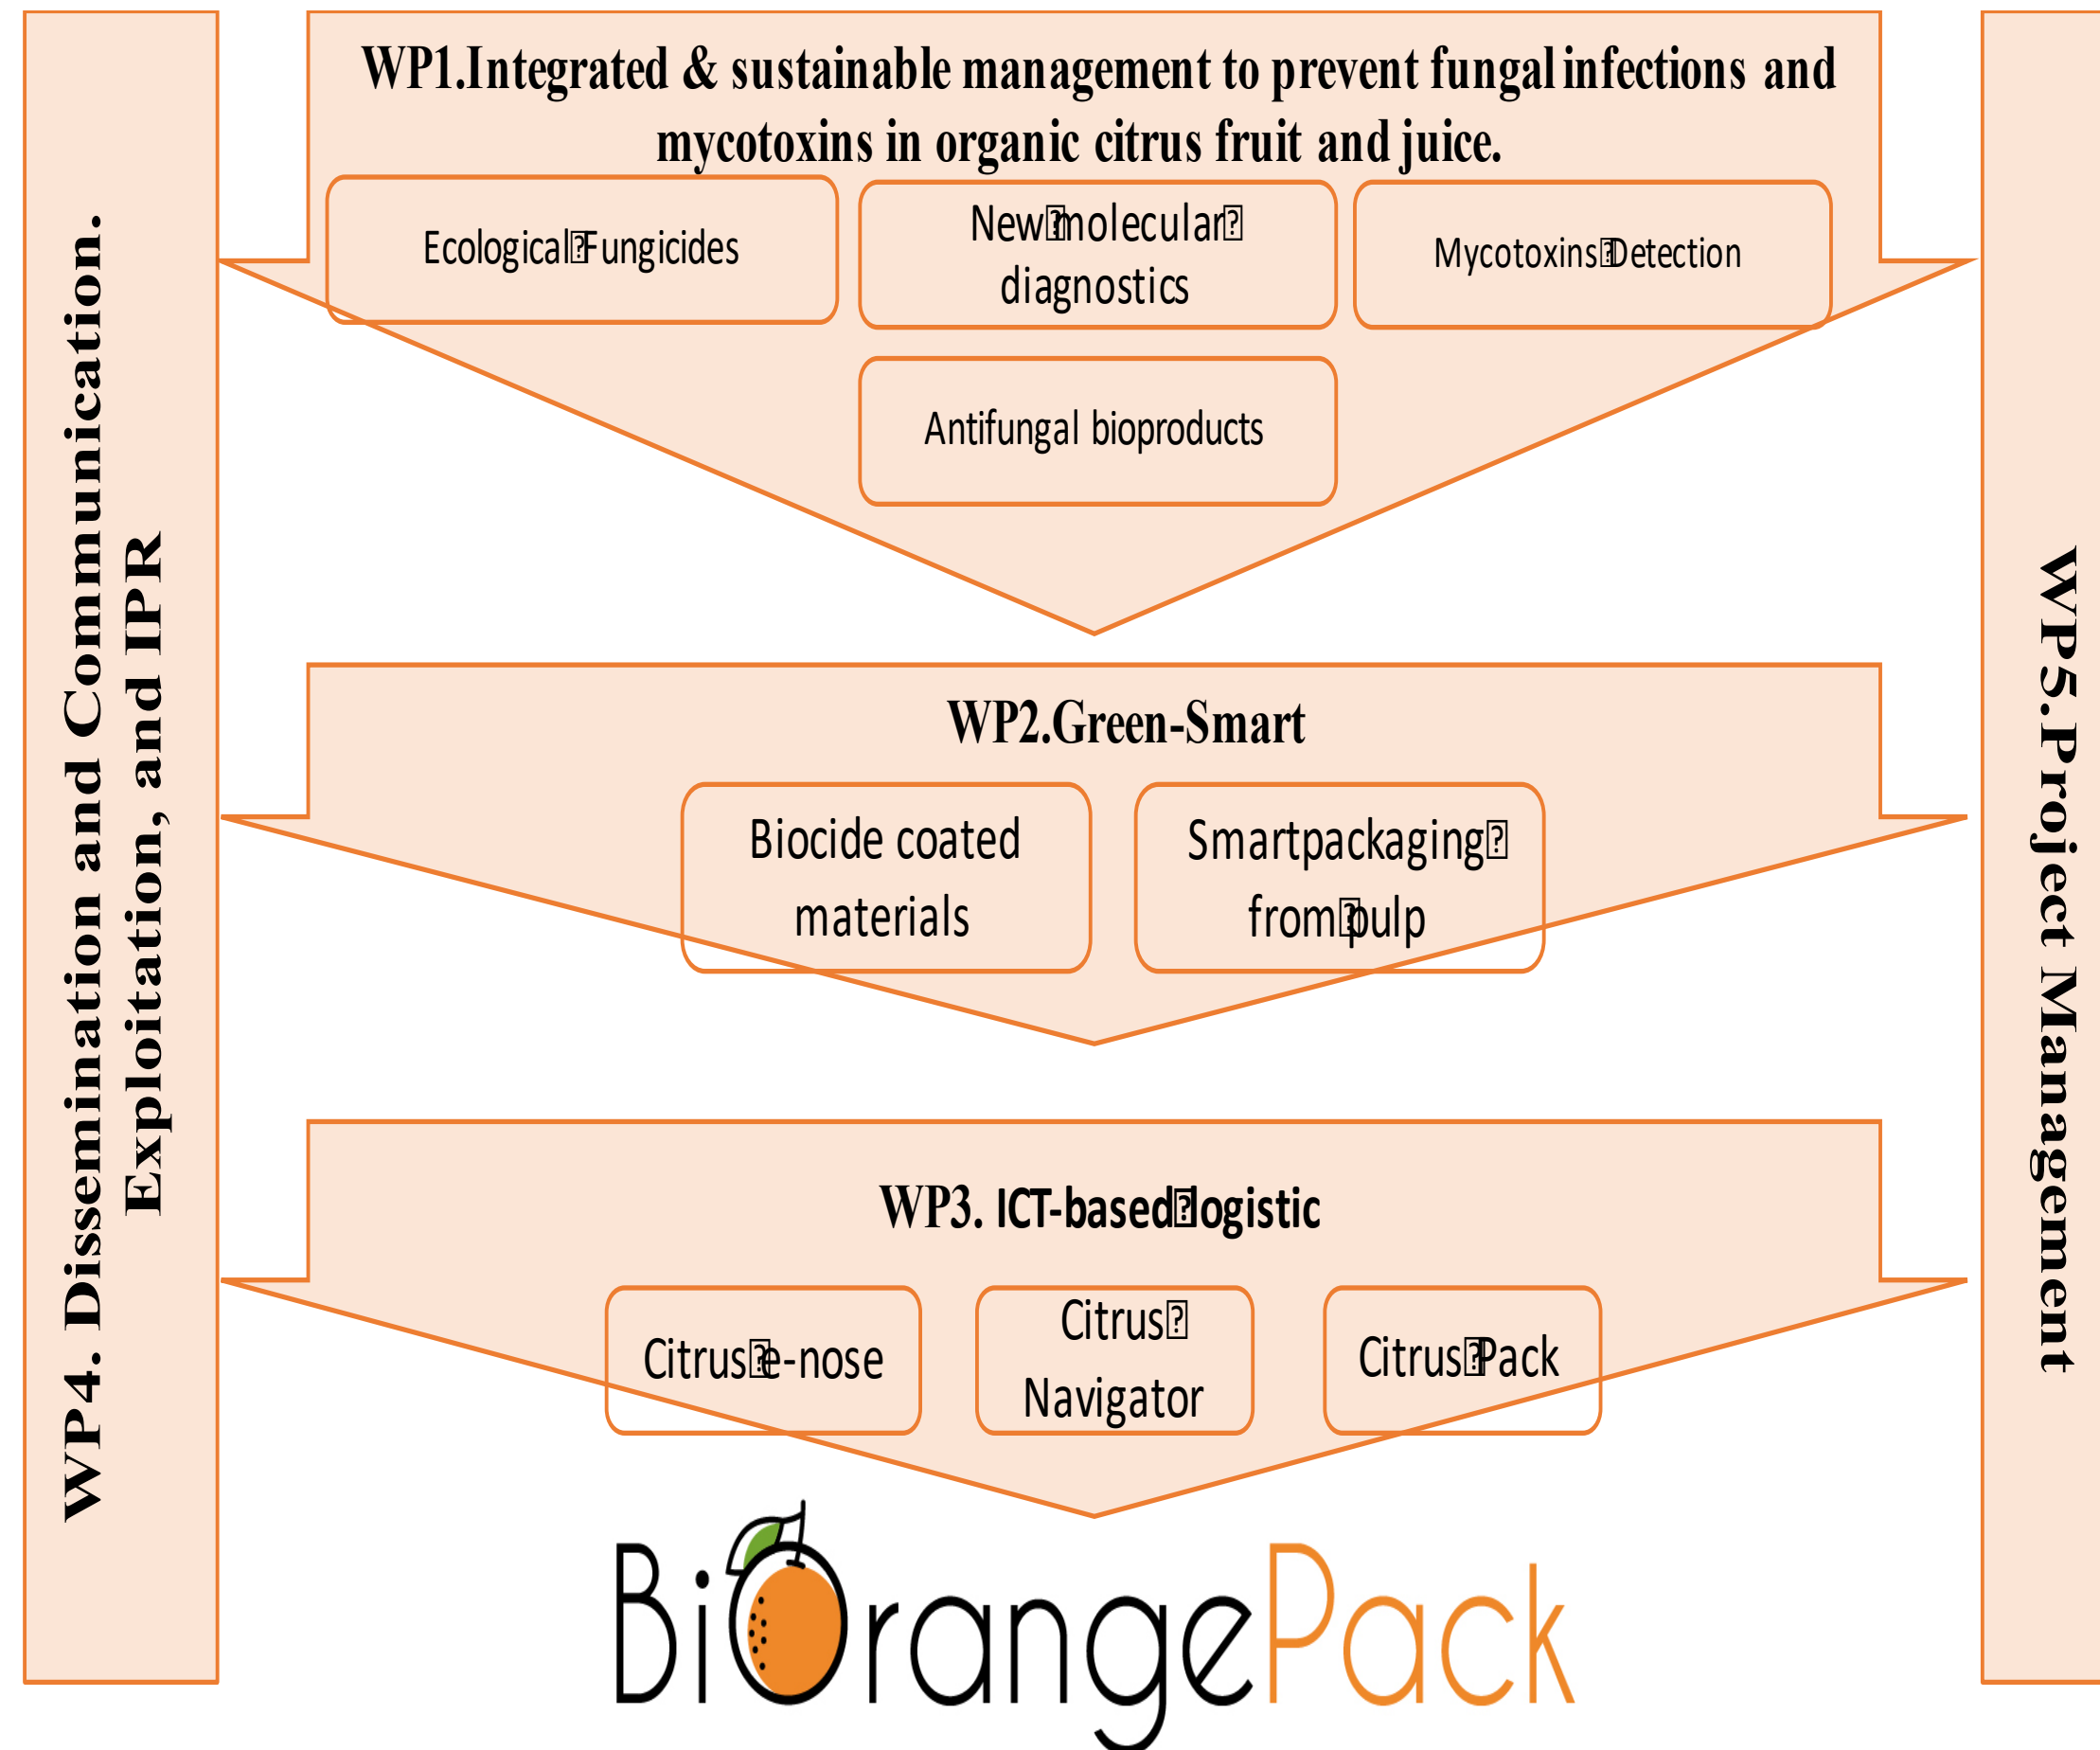 WP4. Dissemination and Communication.
Exploitation, and IPR
WP1.Integrated & sustainable management to prevent fungal infections and
mycotoxins in organic citrus fruit and juice.
Ecological⍰Fungicides
New⍰molecular⍰
diagnostics
Mycotoxins⍰Detection
Antifungal bioproducts
WP2.Green-Smart
Biocide coated
materials
Smartpackaging⍰
from⍰pulp
WP3. ICT-based⍰logistic
Citrus⍰e-nose
Citrus⍰
Navigator
Citrus⍰Pack
BiOrangePack
WP5.Project Management